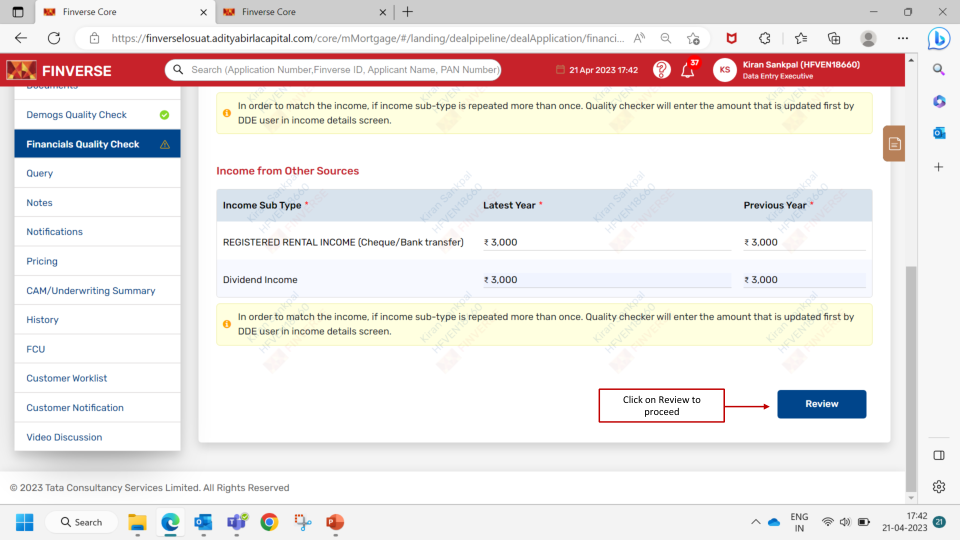 Finverse Core
Finverse Core
https://finverselosuat.adityabirlacapital.com/core/mMortgage/#/landing/dealpipeline/dealApplication/financi...
FINVERSE
Search (Application Number,Finverse ID, Applicant Name, PAN Number)
21 Apr 2023 17:42
37
KS
Kiran Sankpal (HFVEN18660)
Data Entry Executive
Documents
Demogs Quality Check
Financials Quality Check
Query
Notes
Notifications
Pricing
CAM/Underwriting Summary
History
FCU
Customer Worklist
Customer Notification
Video Discussion
In order to match the income, if income sub-type is repeated more than once. Quality checker will enter the amount that is updated first by
DDE user in income details screen.
Income from Other Sources
Income Sub Type *
Latest Year *
Previous Year *
REGISTERED RENTAL INCOME (Cheque/Bank transfer)
₹ 3,000
₹ 3,000
Dividend Income
₹ 3,000
₹ 3,000
In order to match the income, if income sub-type is repeated more than once. Quality checker will enter the amount that is updated first by
DDE user in income details screen.
Click on Review to
proceed
Review
© 2023 Tata Consultancy Services Limited. All Rights Reserved
Search
ENG
IN
17:42
21-04-2023
21
Kiran Sankpal
HFVEN18660
FINVERSE